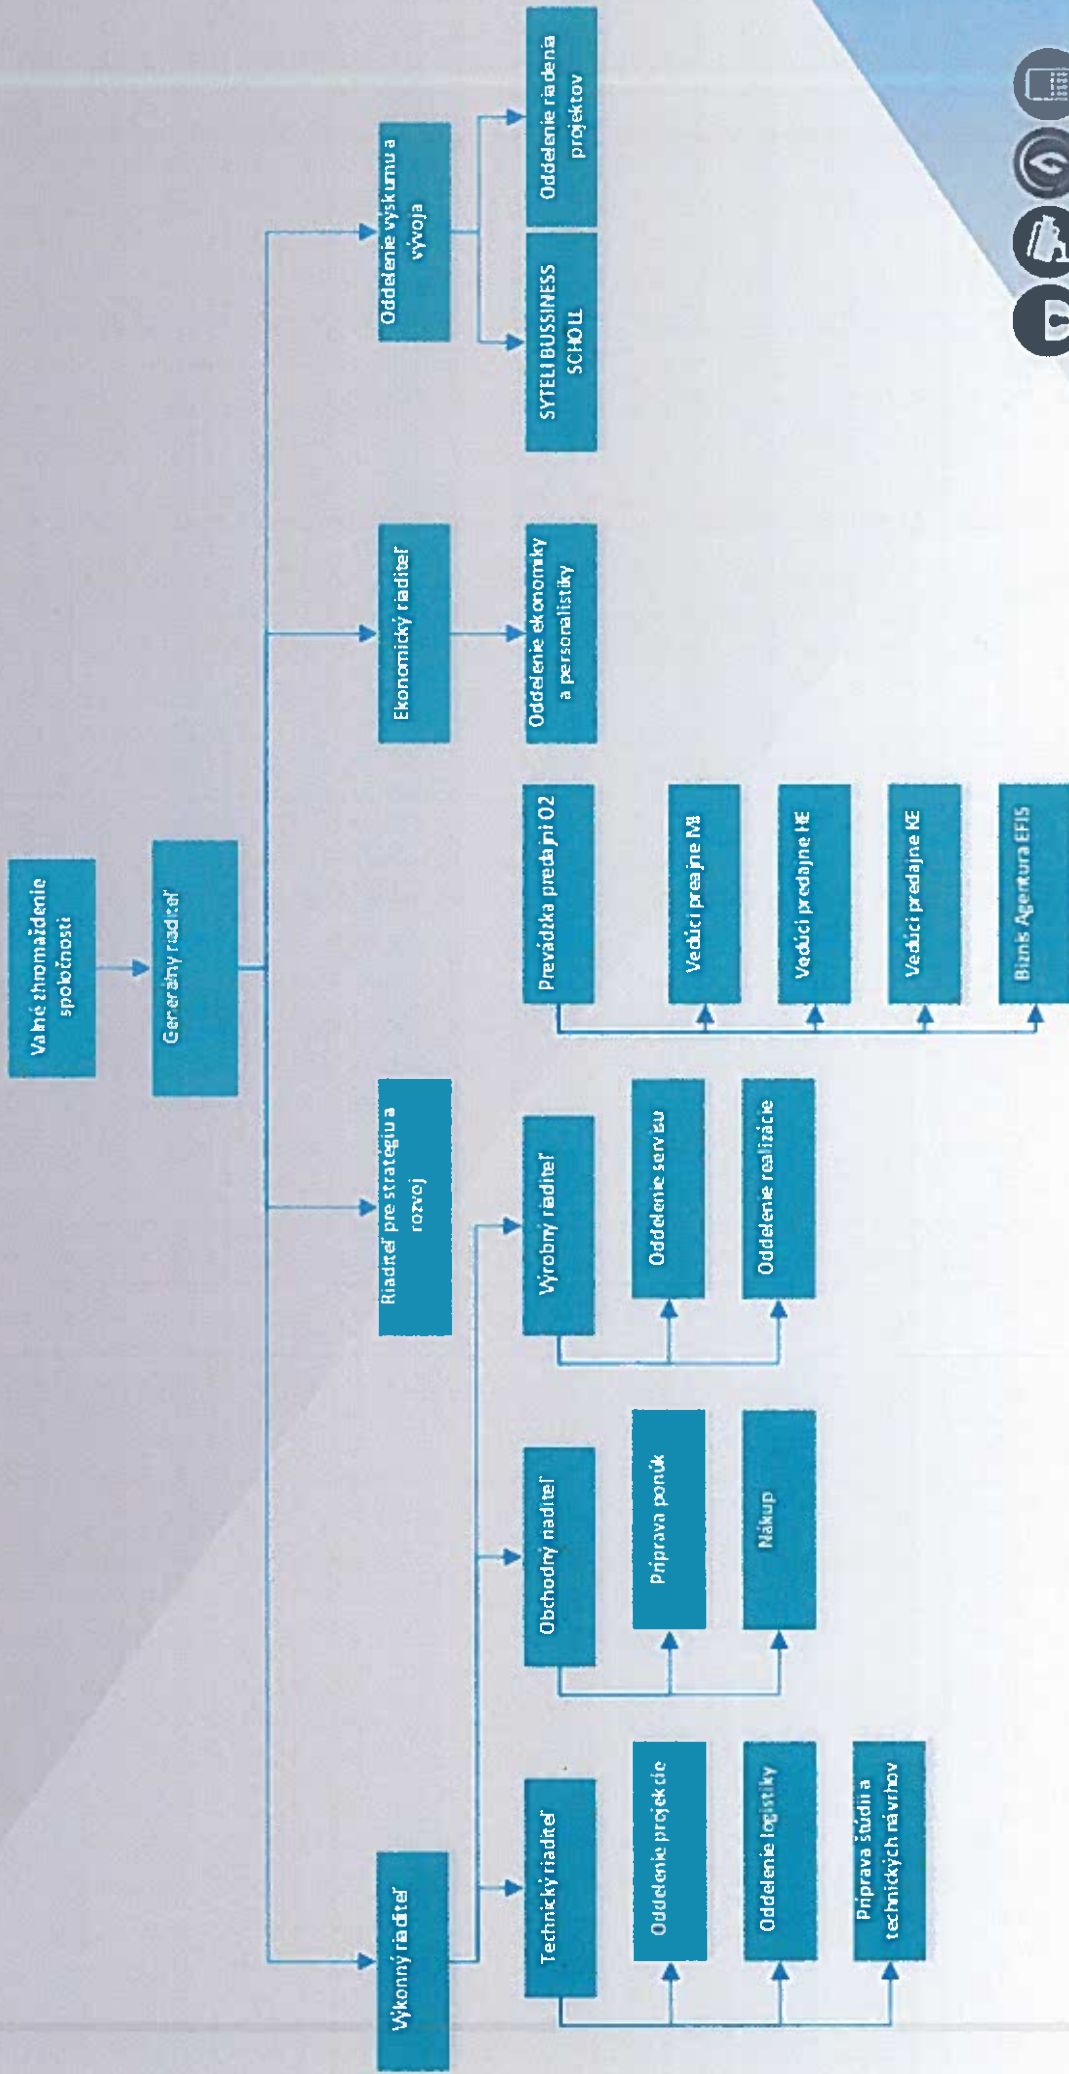 Valné zhromaždenie
spoločnosti
Generálny riaditeľ
Výkonný riaditeľ
Riaditeľ pre stratégiu a
rozvoj
Ekonomický riaditeľ
Oddelenie výskumu a
vývoja
Technický riaditeľ
Obchodný riaditeľ
Výrobný riaditeľ
Prevádzka predajní O2
Oddelenie ekonomiky
a personalistiky
SYTELI BUSSINESS
SCHOLL
Oddelenie riadenia
projektov
Oddelenie projekcie
Oddelenie logistiky
Príprava štúdií a
technických návrhov
Príprava ponúk
Nákup
Oddelenie servisu
Oddelenie realizácie
Vedúci preajne MI
Vedúci predajne HE
Vedúci predajne KE
Biznis Agentura EFIS